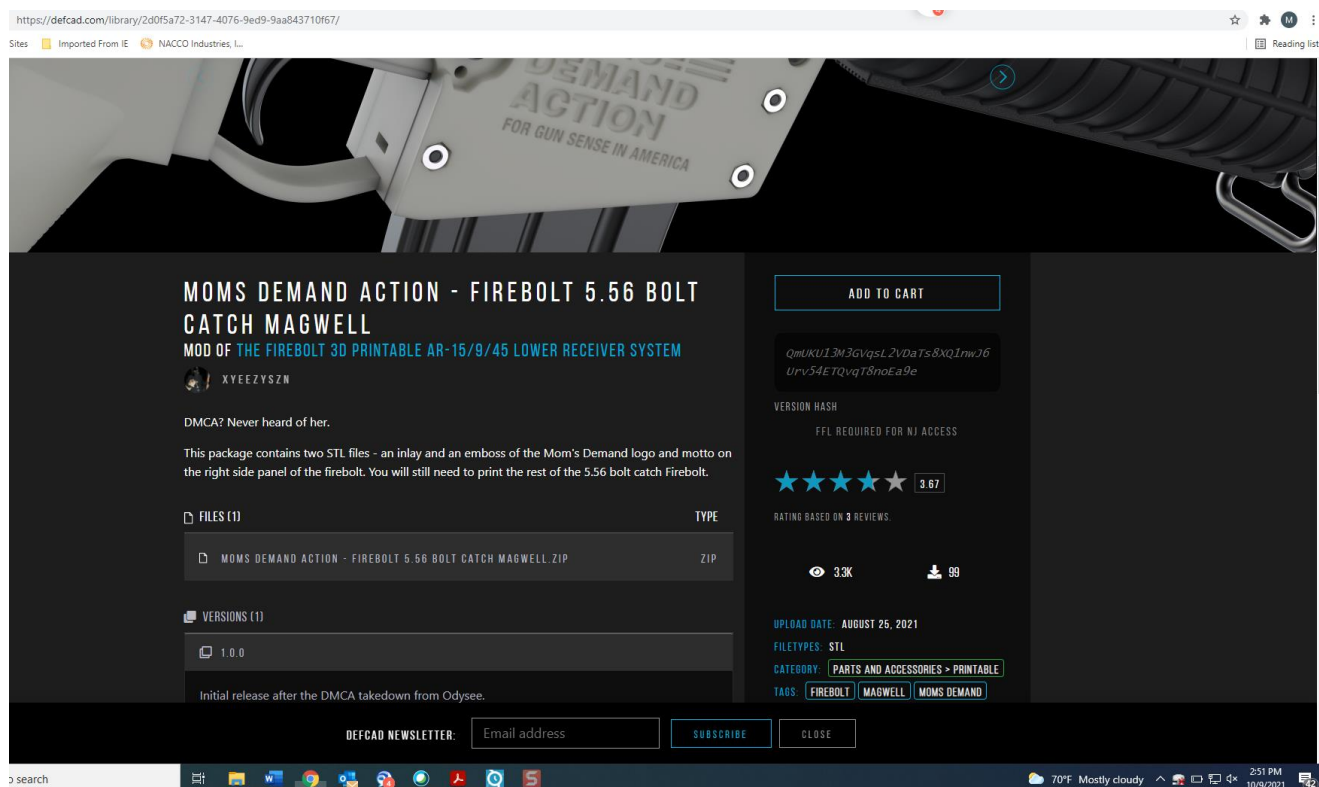 https://defcad.com/library/2d0f5a72-3147-4076-9ed9-9aa843710f67/
M
Sites Imported From IE NACCO Industries, I...
Reading list
DEMAND
ACTION
FOR GUN SENSE IN AMERICA
MOMS DEMAND ACTION - FIREBOLT 5.56 BOLT
CATCH MAGWELL
MOD OF THE FIREBOLT 3D PRINTABLE AR-15/9/45 LOWER RECEIVER SYSTEM
XYEEZYSZN
DMCA? Never heard of her.
This package contains two STL files - an inlay and an emboss of the Mom's Demand logo and motto on
the right side panel of the firebolt. You will still need to print the rest of the 5.56 bolt catch Firebolt.
FILES (1) TYPE
MOMS DEMAND ACTION - FIREBOLT 5.56 BOLT CATCH MAGWELL.ZIP ZIP
VERSIONS (1)
1.0.0
Initial release after the DMCA takedown from Odysee.
ADD TO CART
QmUKU13M3GVqsL2VDaTs8XQ1nwJ6
Urv54ETQvqT8noEa9e
VERSION HASH
FFL REQUIRED FOR NJ ACCESS
3.67
RATING BASED ON 3 REVIEWS.
3.3K 99
UPLOAD DATE: AUGUST 25, 2021
FILETYPES: STL
CATEGORY: PARTS AND ACCESSORIES > PRINTABLE
TAGS: FIREBOLT MAGWELL MOMS DEMAND
DEFCAD NEWSLETTER: Email address SUBSCRIBE CLOSE
o search
70°F Mostly cloudy
2:51 PM
10/9/2021
42